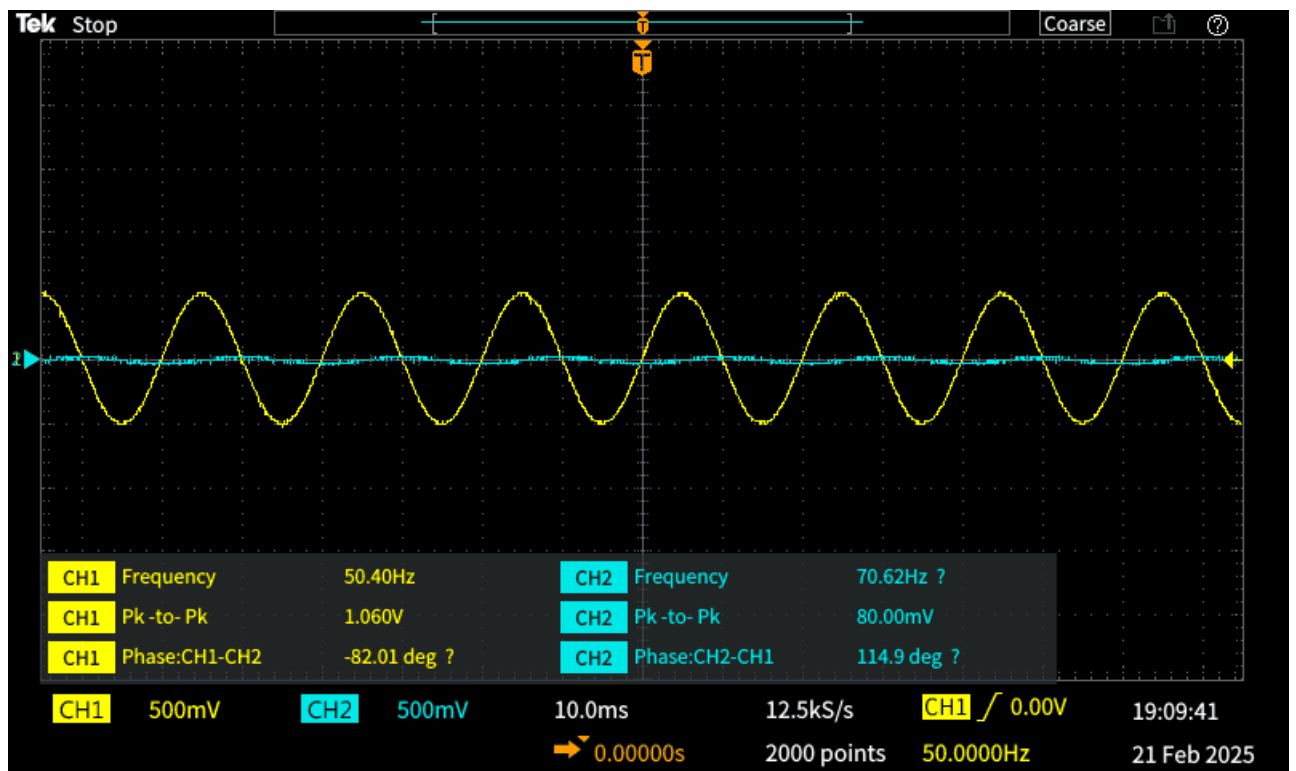 Tek Stop T Coarse ?
T
2
CH1 Frequency 50.40Hz CH2 Frequency 70.62Hz ?
CH1 Pk-to-Pk 1.060V CH2 Pk-to-Pk 80.00mV
CH1 Phase:CH1-CH2 -82.01 deg ? CH2 Phase:CH2-CH1 114.9 deg ?
CH1 500mV CH2 500mV 10.0ms 12.5kS/s CH1 0.00V 19:09:41
0.00000s 2000 points 50.0000Hz 21 Feb 2025